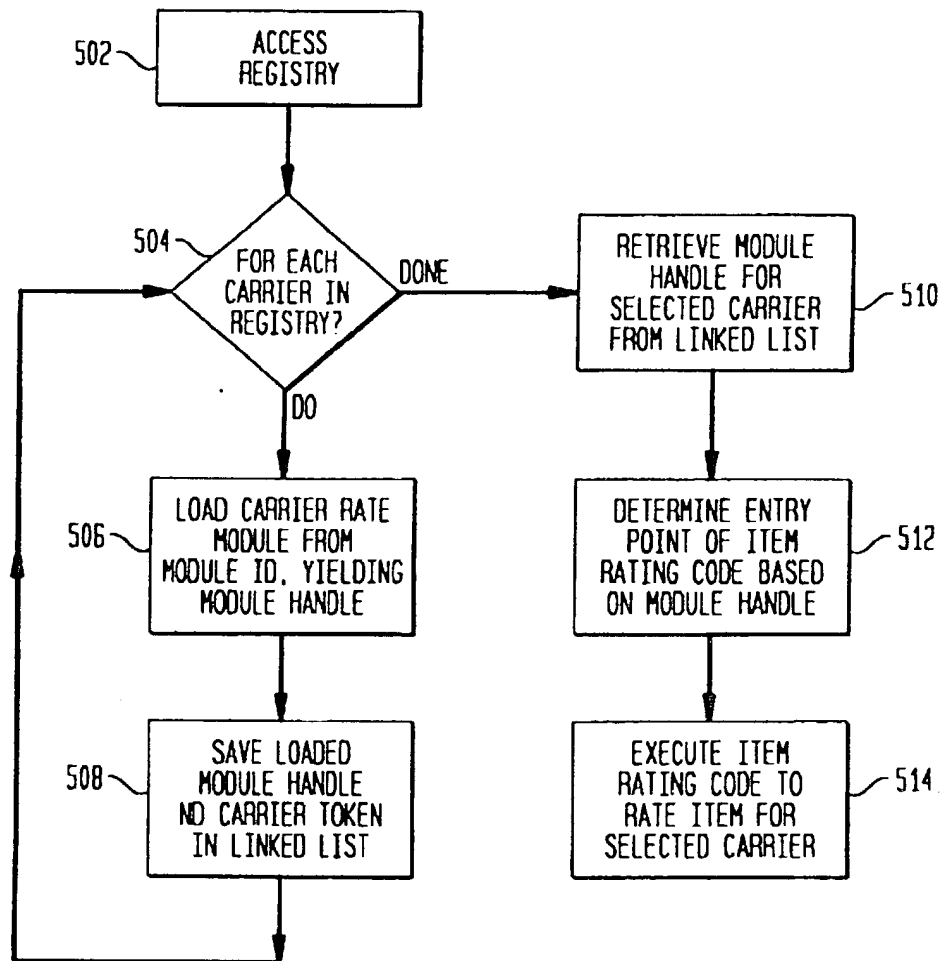 502
ACCESS
REGISTRY
504
FOR EACH
CARRIER IN
REGISTRY?
DONE
DO
506
LOAD CARRIER RATE
MODULE FROM
MODULE ID, YIELDING
MODULE HANDLE
508
SAVE LOADED
MODULE HANDLE
ND CARRIER TOKEN
IN LINKED LIST
RETRIEVE MODULE
HANDLE FOR
SELECTED CARRIER
FROM LINKED LIST
510
DETERMINE ENTRY
POINT OF ITEM
RATING CODE BASED
ON MODULE HANDLE
512
EXECUTE ITEM
RATING CODE TO
RATE ITEM FOR
SELECTED CARRIER
514